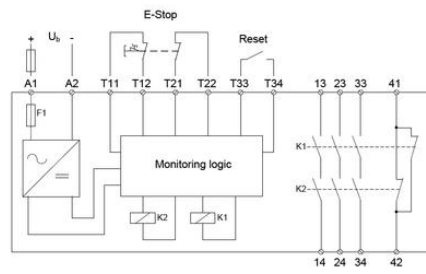 E-Stop
+ Ub -
Reset
A1 A2 T11 T12 T21 T22 T33 T34 13 23 33 41
F1
K1
Monitoring logic
K2
K2 K1
14 24 34 42